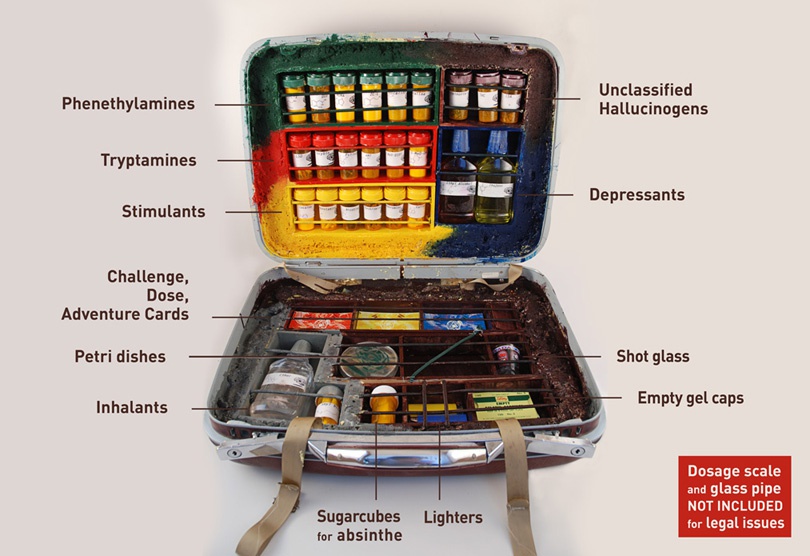 Phenethylamines
Unclassified
Hallucinogens
Tryptamines
Stimulants
Depressants
Challenge,
Dose,
Adventure Cards
Petri dishes
Shot glass
Inhalants
Empty gel caps
Sugarcubes
for absinthe
Lighters
Dosage scale
and glass pipe
NOT INCLUDED
for legal issues